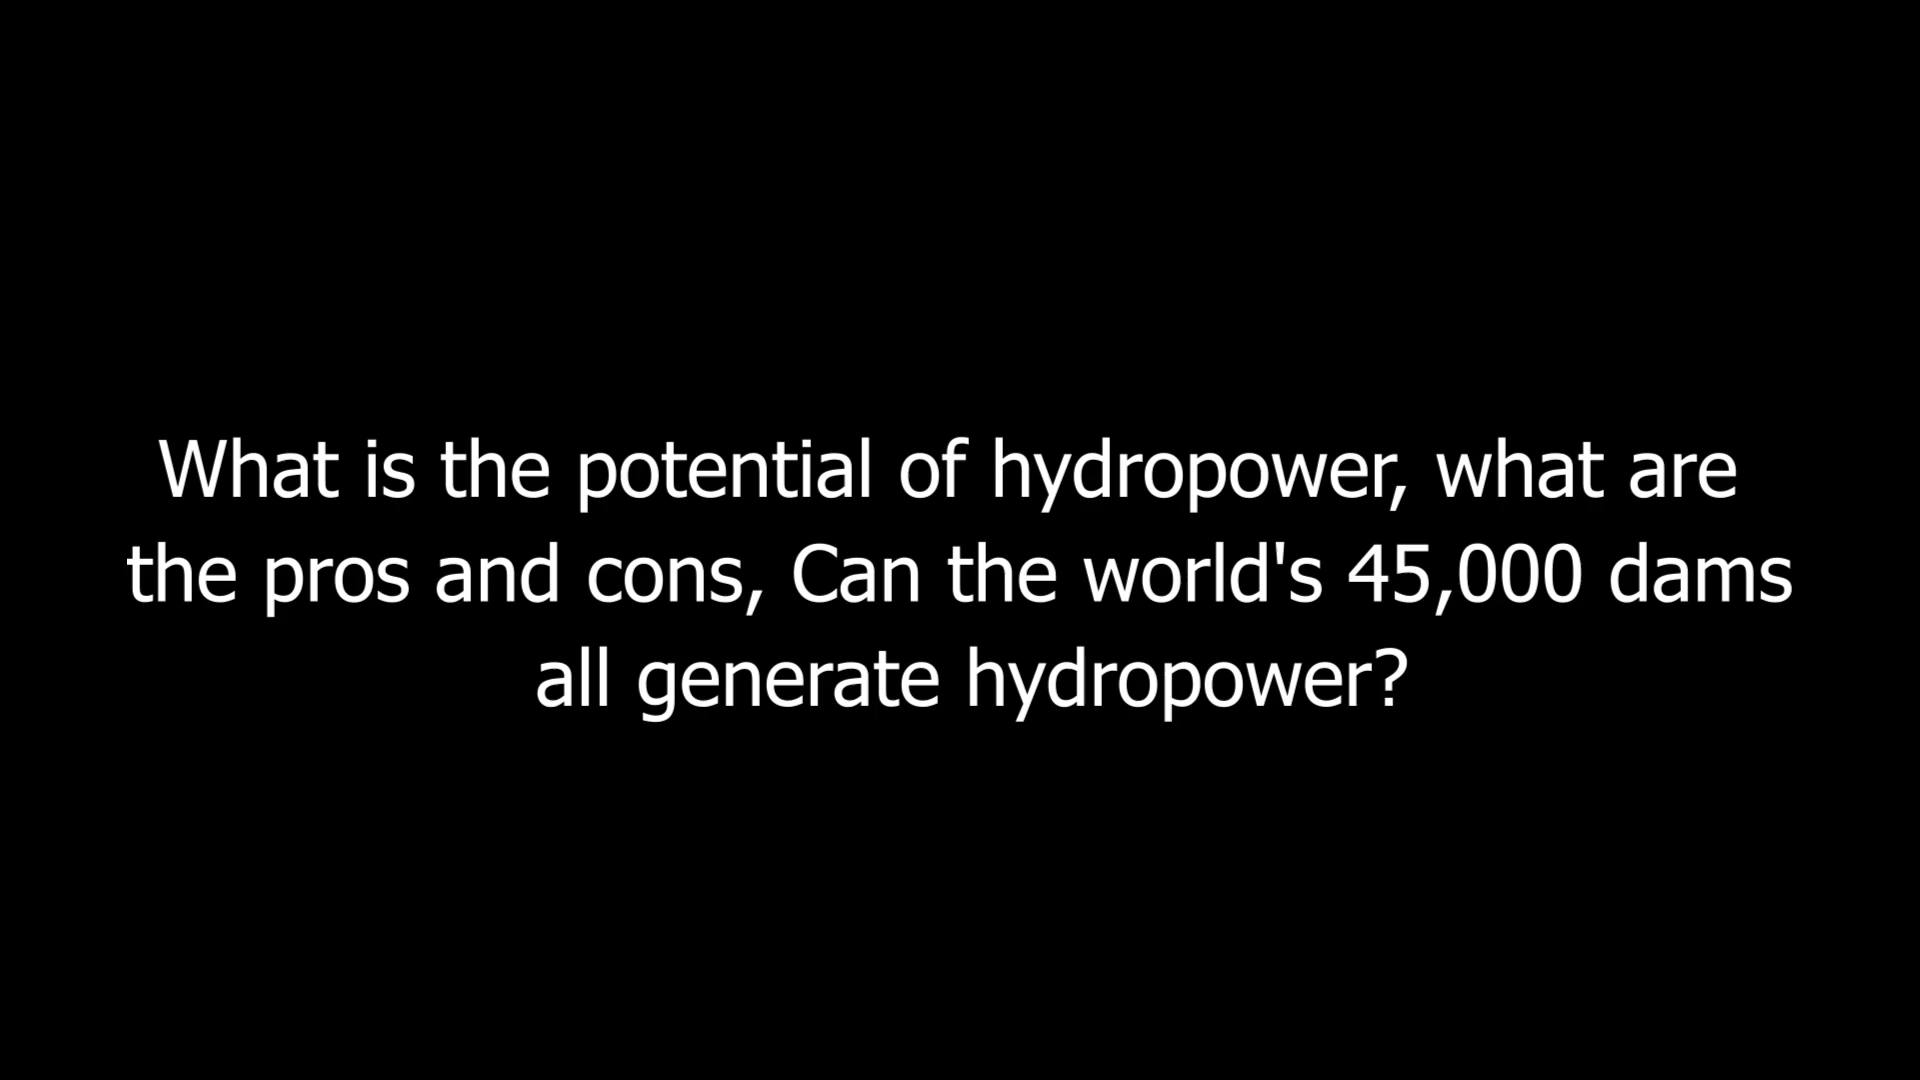 What is the potential of hydropower, what are
the pros and cons, Can the world's 45,000 dams
all generate hydropower?